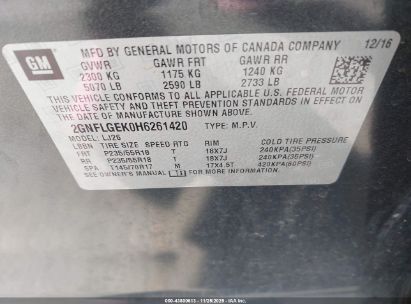 GM
MFD BY GENERAL MOTORS OF CANADA COMPANY 12/16
GVWR GAWR FRT GAWR RR
2300 KG 1175 KG 1240 KG
5070 LB 2590 LB 2733 LB
THIS VEHICLE CONFORMS TO ALL APPLICABLE U.S. FEDERAL MOTOR
VEHICLE SAFETY AND THEFT PREVENTION STANDARDS IN EFFECT ON
THE DATE OF MANUFACTURE SHOWN ABOVE.
2GNFLGEK0H6261420 TYPE: M.P.V.
MODEL: LJ26
TIRE SIZE SPEED RTG RIM COLD TIRE PRESSURE
FRT P235/55R18 T 18X7J 240KPA(35PSI)
RR P235/55R18 T 18X7J 240KPA(35PSI)
SPA T145/70R17 M 17X4.5T 420KPA(60PSI)
SEE OWNER'S MANUAL FOR MORE INFORMATION.